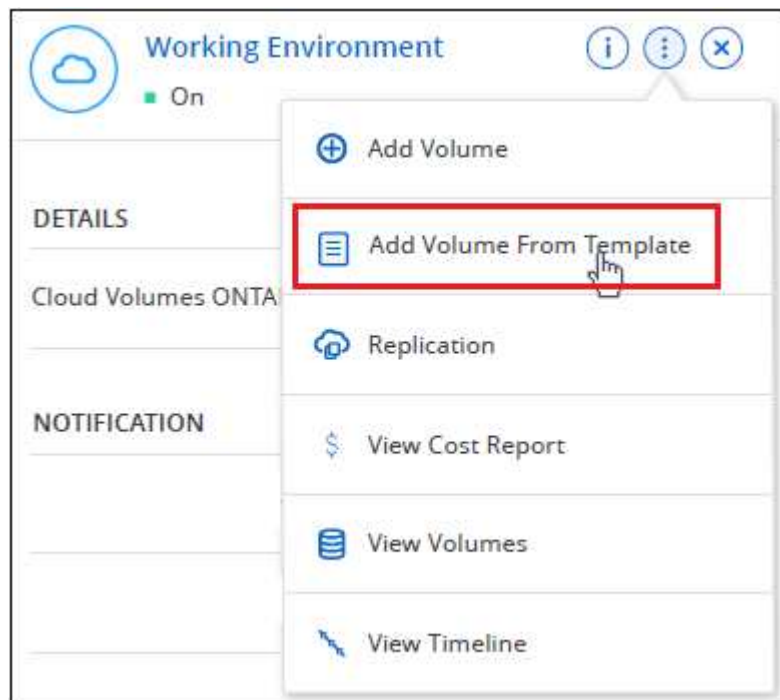 Working Environment
On
Add Volume
DETAILS
Add Volume From Template
Cloud Volumes ONTA
Replication
NOTIFICATION
$ View Cost Report
View Volumes
View Timeline